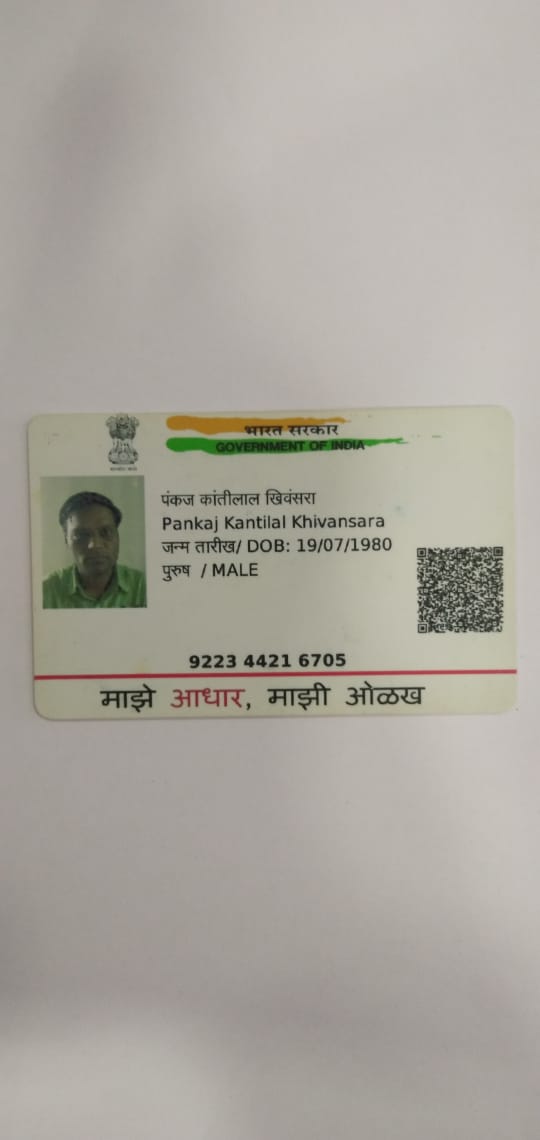 भारत सरकार
GOVERNMENT OF INDIA
पंकज कांतीलाल खिवंसरा
Pankaj Kantilal Khivansara
जन्म तारीख/ DOB: 19/07/1980
पुरुष / MALE
9223 4421 6705
माझे आधार, माझी ओळख